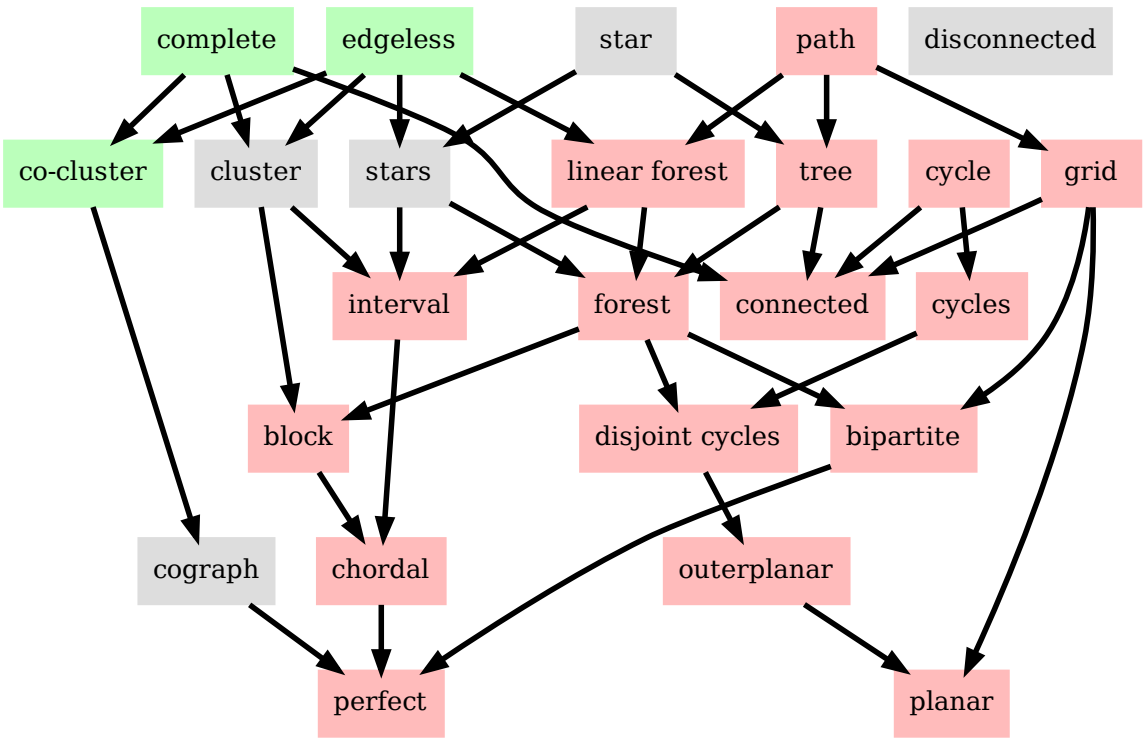 complete
edgeless
star
path
disconnected
co-cluster
cluster
stars
linear forest
tree
cycle
grid
interval
forest
connected
cycles
block
disjoint cycles
bipartite
cograph
chordal
outerplanar
perfect
planar